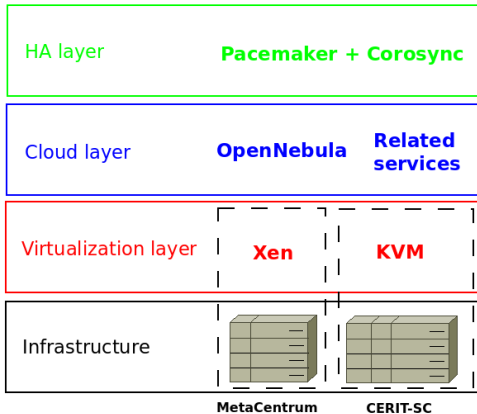 HA layer
Pacemaker + Corosync
Cloud layer
OpenNebula
Related
services
Virtualization layer
Xen
KVM
Infrastructure
MetaCentrum
CERIT-SC